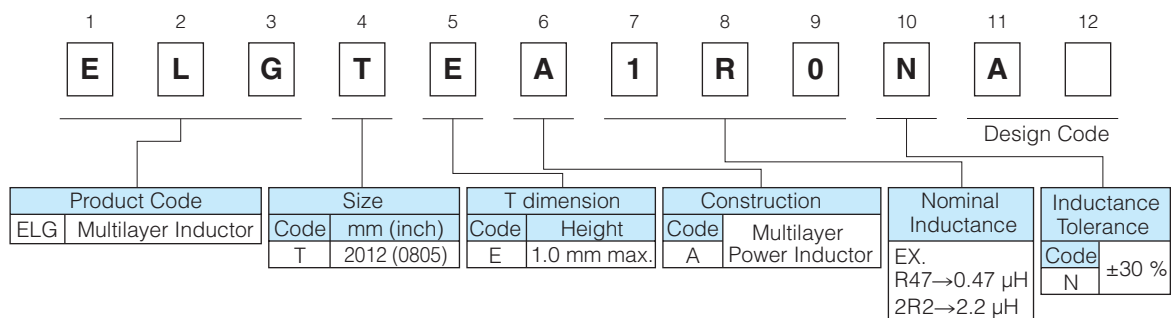 1 2 3 4 5 6 7 8 9 10 11 12
E L G T E A 1 R 0 N A
Design Code
Product Code
ELG Multilayer Inductor
Size
Code mm (inch)
T 2012 (0805)
T dimension
Code Height
E 1.0 mm max.
Construction
Code
A
Multilayer
Power Inductor
Nominal
Inductance
EX.
R47→0.47 µH
2R2→2.2 µH
Inductance
Tolerance
Code
N
±30 %